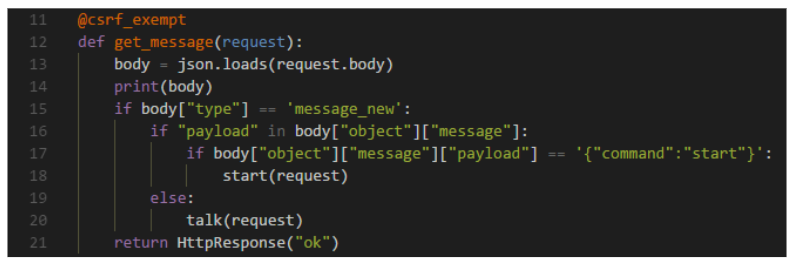 11 @csrf_exempt
12 def get_message(request):
13     body = json.loads(request.body)
14     print(body)
15     if body["type"] == 'message_new':
16         if "payload" in body["object"]["message"]:
17             if body["object"]["message"]["payload"] == '{"command":"start"}':
18                 start(request)
19         else:
20             talk(request)
21     return HttpResponse("ok")